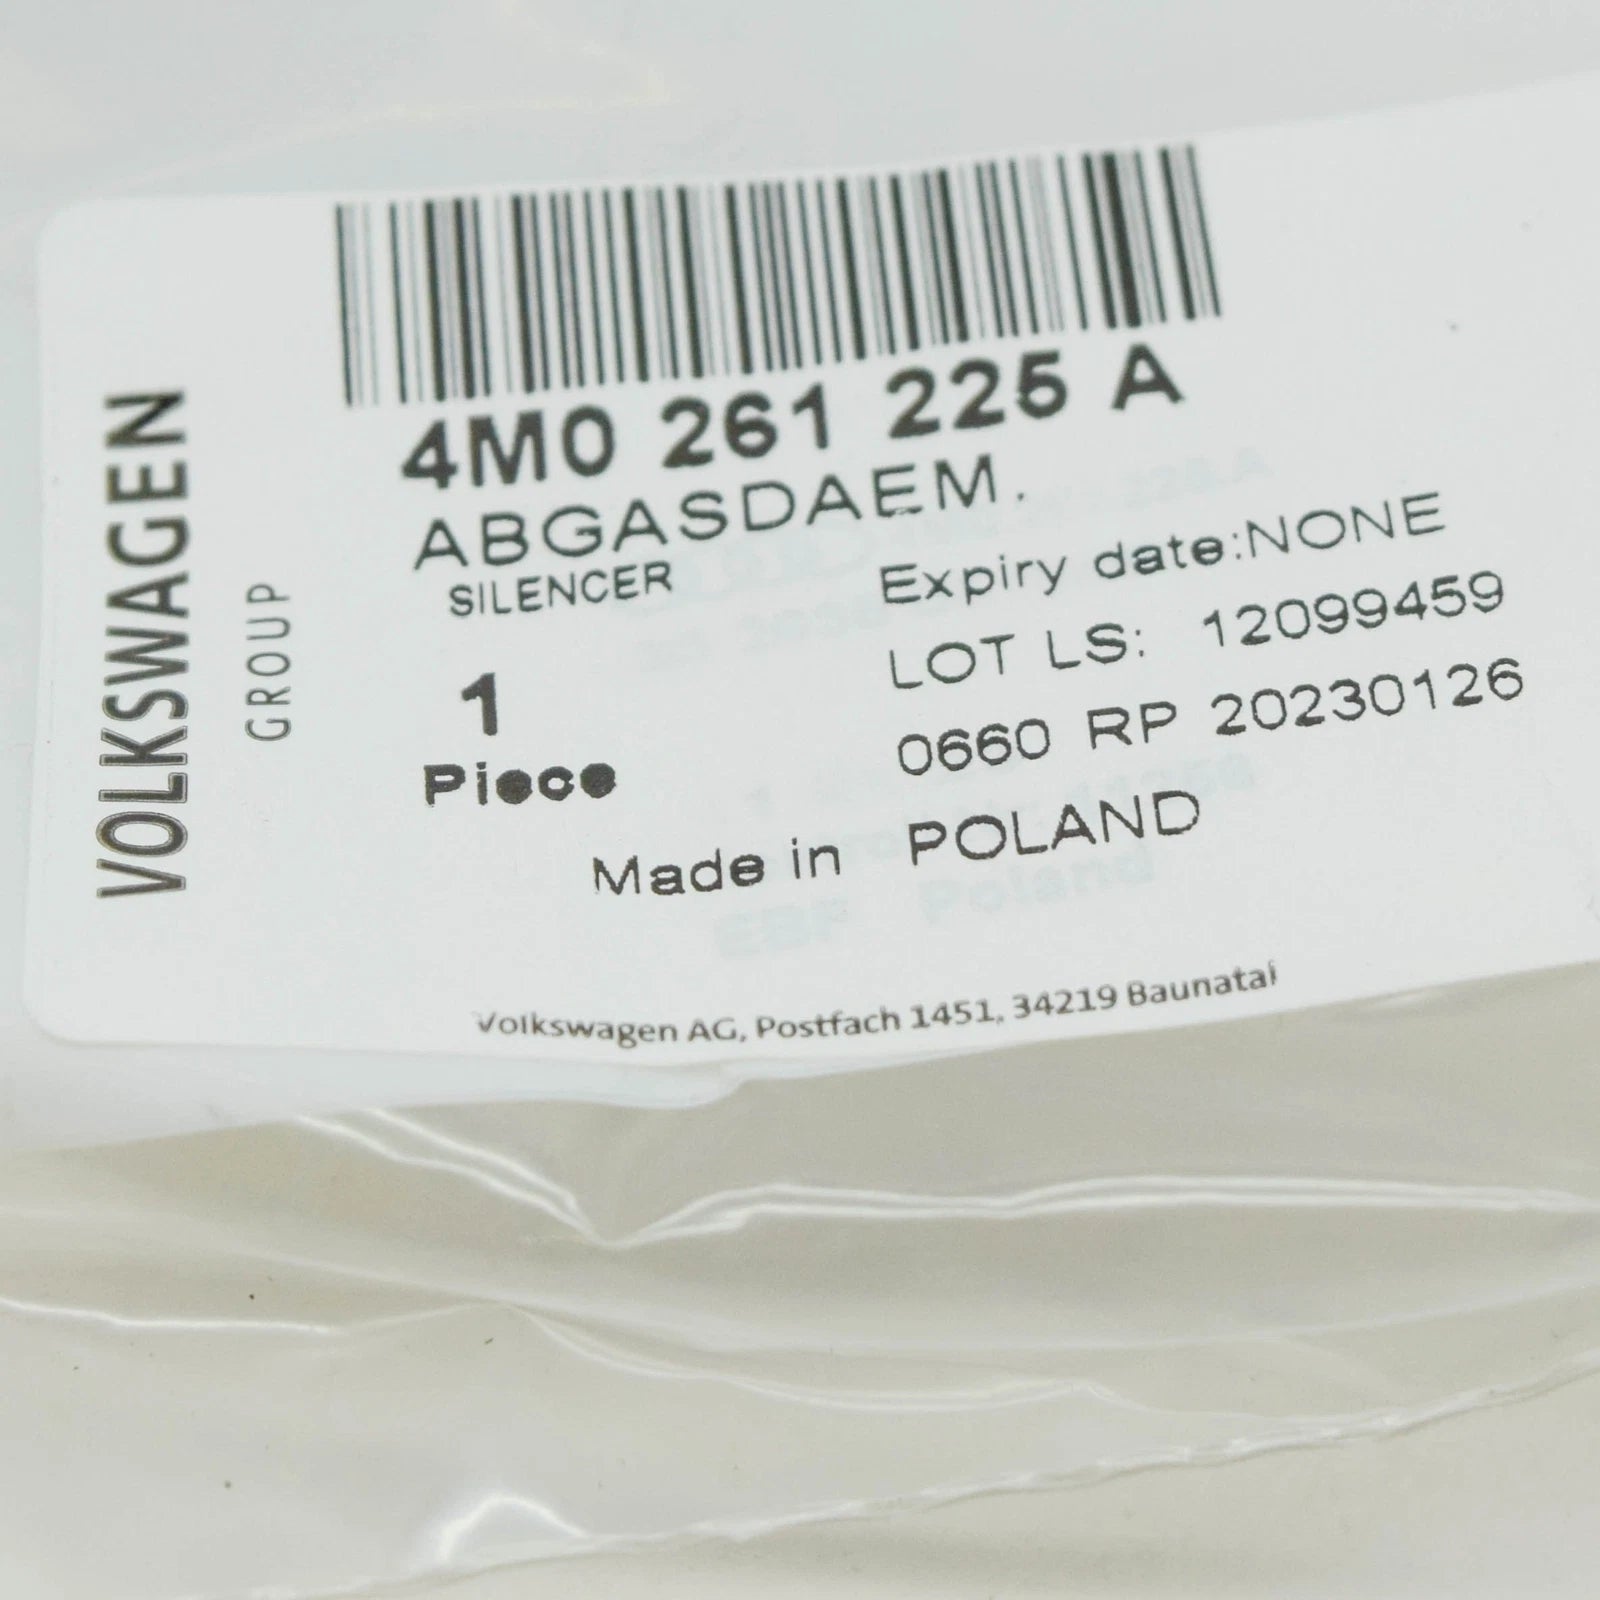 VOLKSWAGEN
GROUP
4M0 261 225 A
ABGASDAEM.
SILENCER
Expiry date:NONE
LOT LS: 12099459
1
0660 RP 20230126
Piece
Made in POLAND
Volkswagen AG, Postfach 1451, 34219 Baunatal